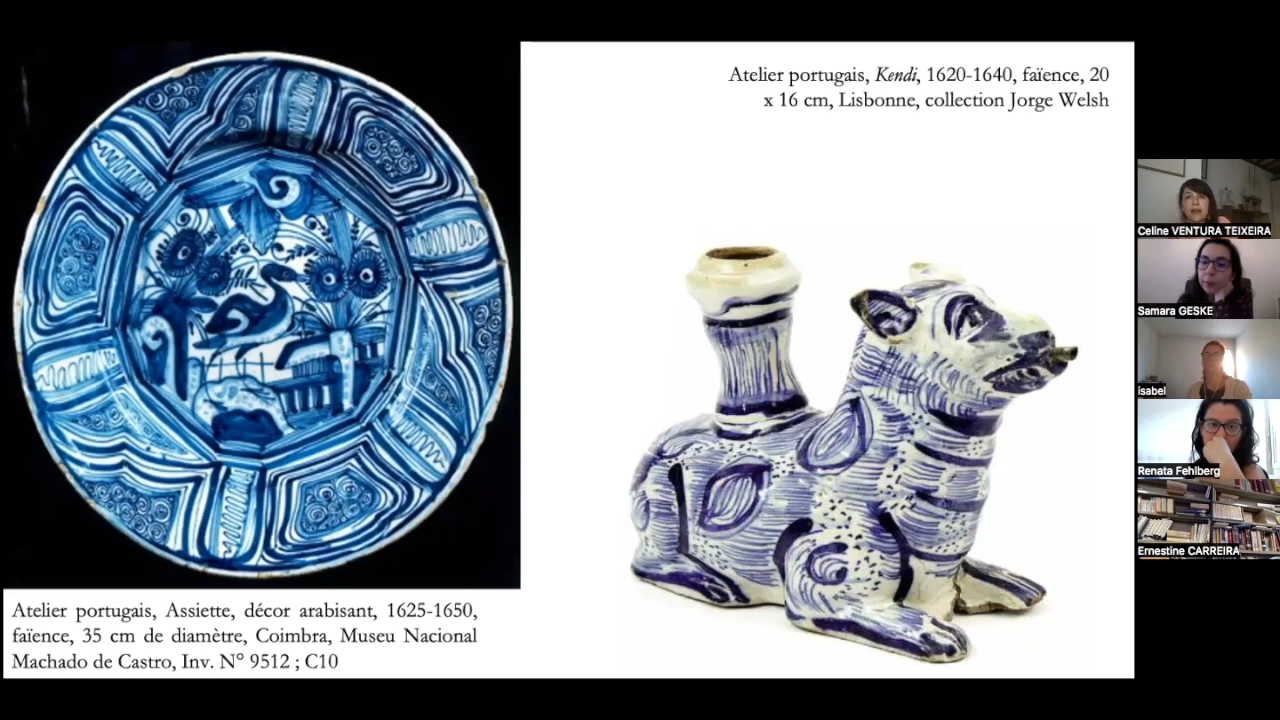 Atelier portugais, Kendi, 1620-1640, faïence, 20
x 16 cm, Lisbonne, collection Jorge Welsh
Atelier portugais, Assiette, décor arabisant, 1625-1650,
faïence, 35 cm de diamètre, Coimbra, Museu Nacional
Machado de Castro, Inv. N° 9512 ; C10
Celine VENTURA TEIXEIRA
Samara GESKE
isabel
Renata Fehlberg
Ernestine CARREIRA